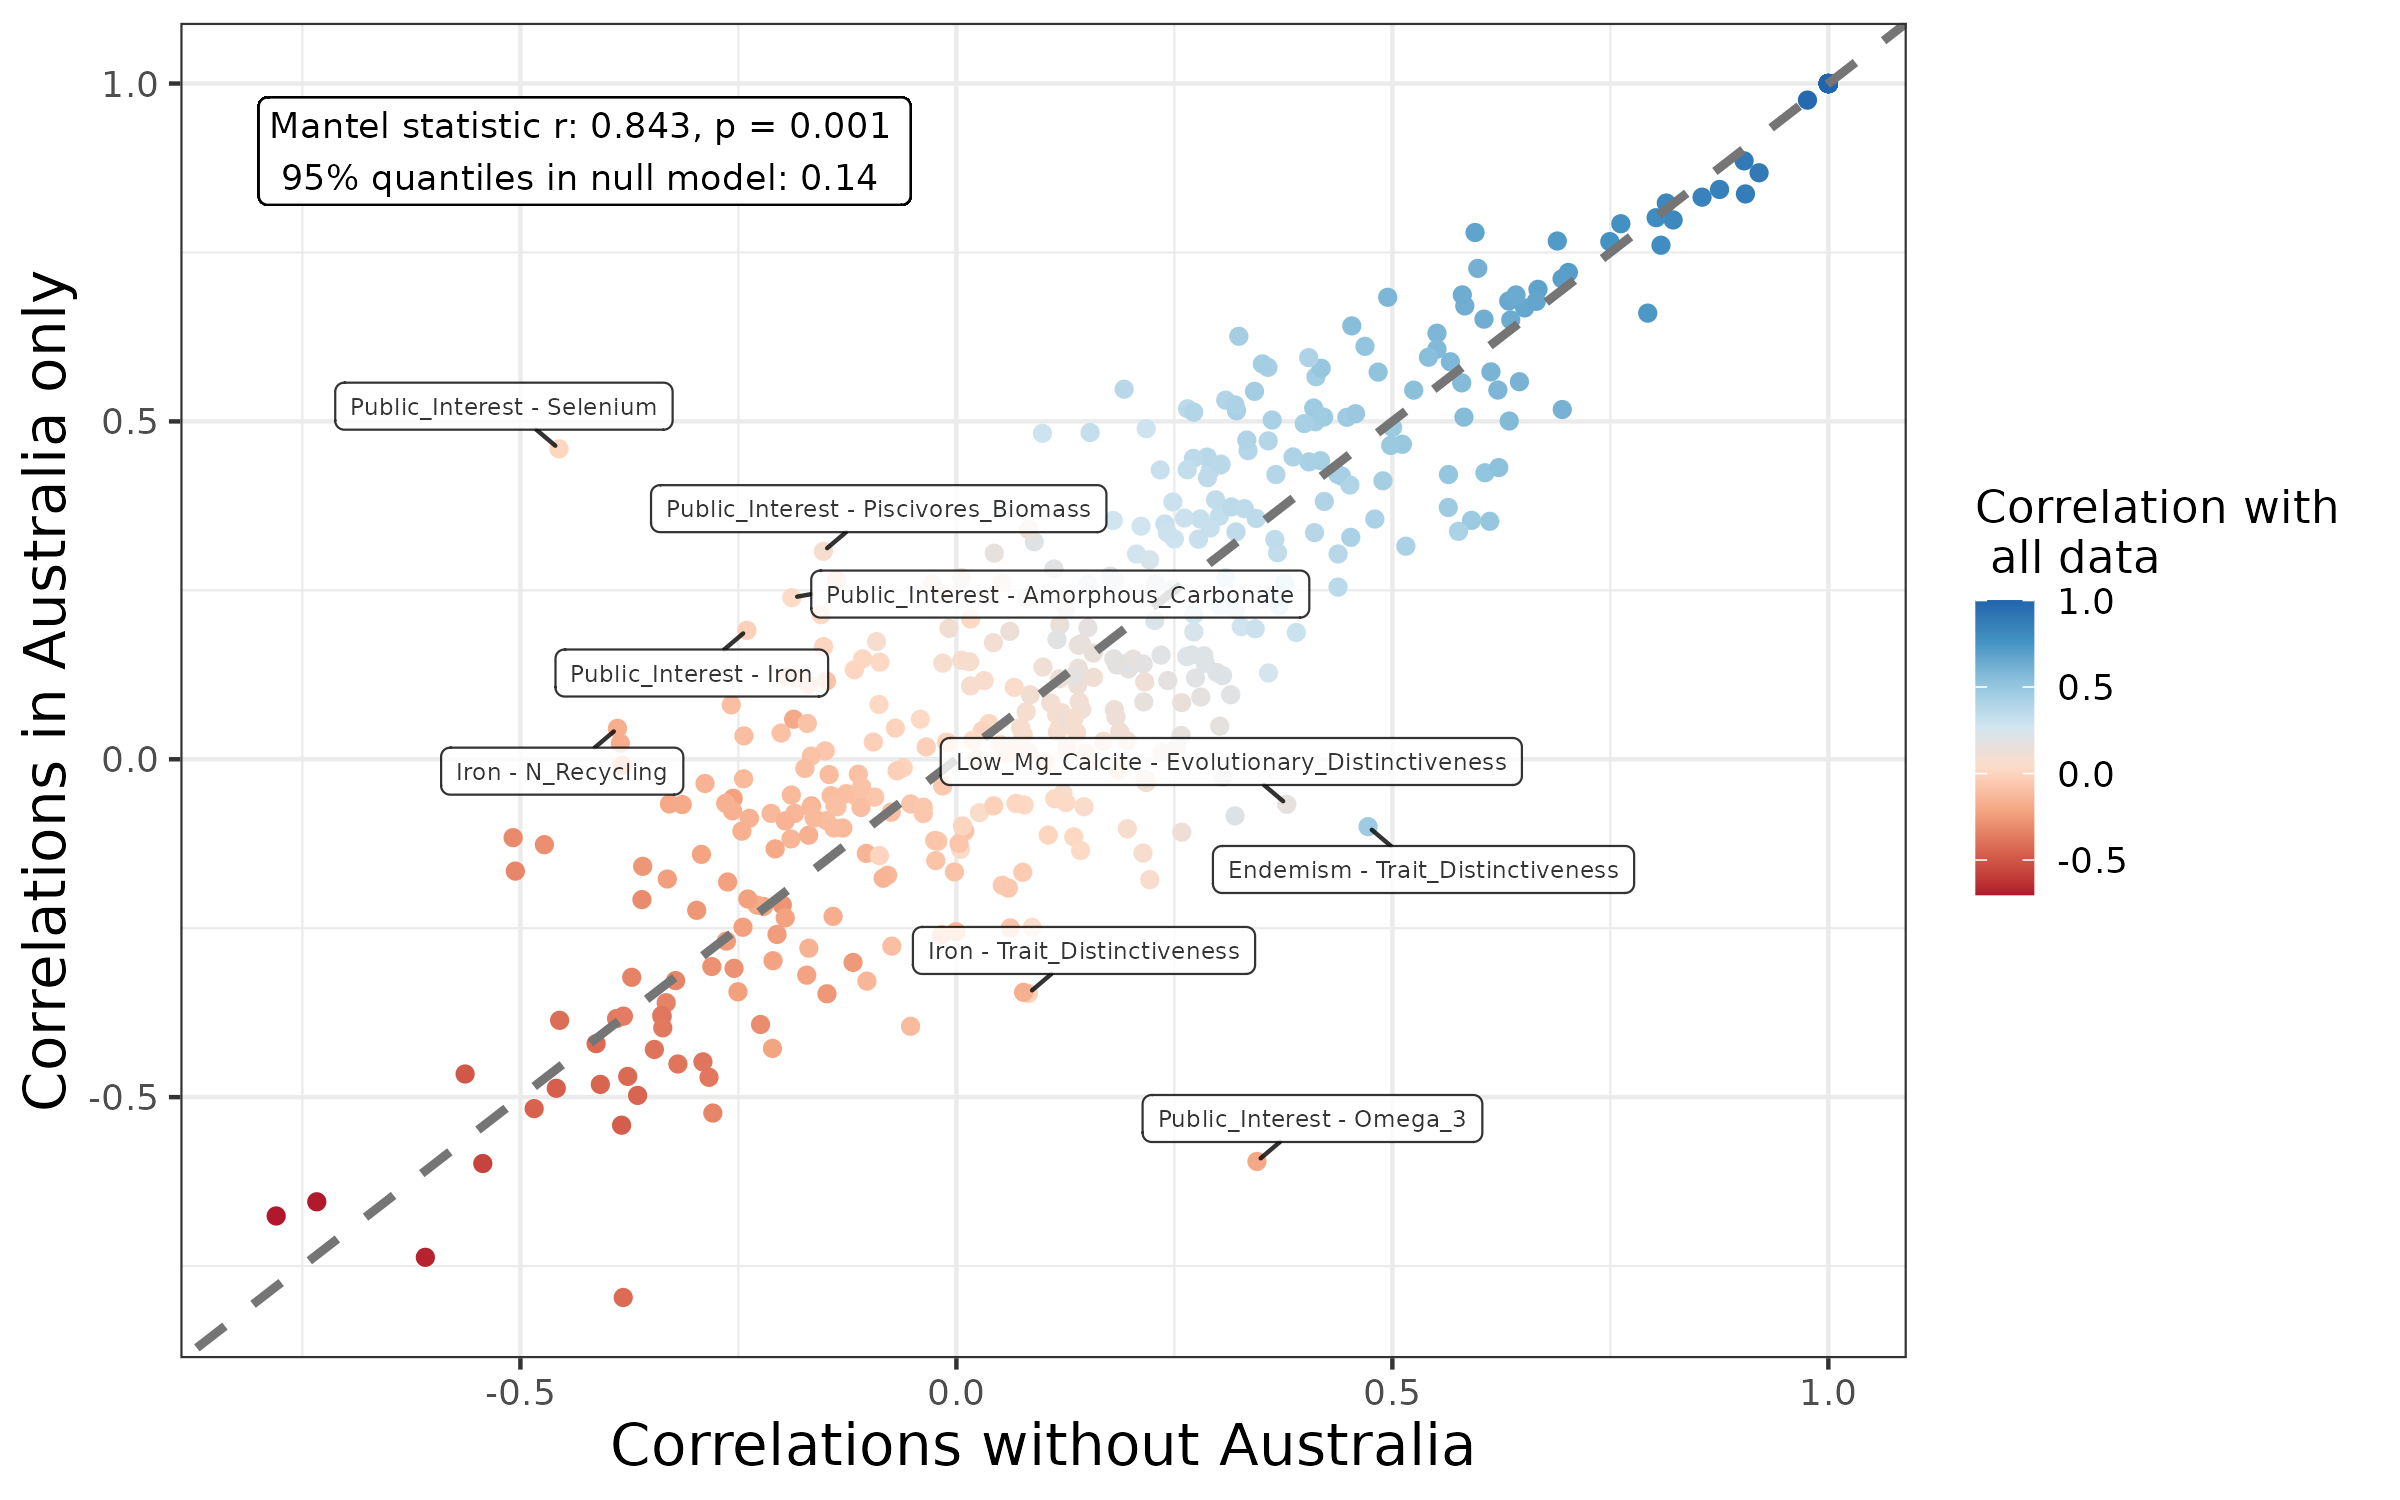 Mantel statistic r: 0.843, p = 0.001
95% quantiles in null model: 0.14
Public_Interest - Selenium
Public_Interest - Piscivores_Biomass
Public_Interest - Amorphous_Carbonate
Public_Interest - Iron
Iron - N_Recycling
Low_Mg_Calcite - Evolutionary_Distinctiveness
Endemism - Trait_Distinctiveness
Iron - Trait_Distinctiveness
Public_Interest - Omega_3
Correlations in Australia only
1.0
0.5
0.0
-0.5
-0.5
0.0
0.5
1.0
Correlations without Australia
Correlation with
all data
1.0
0.5
0.0
-0.5